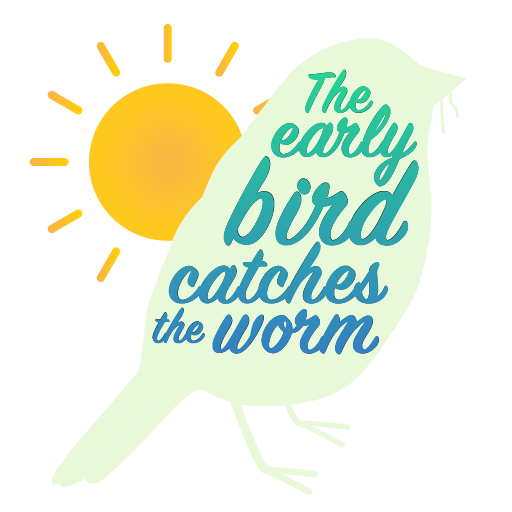 The
early
bird
catches
the worm